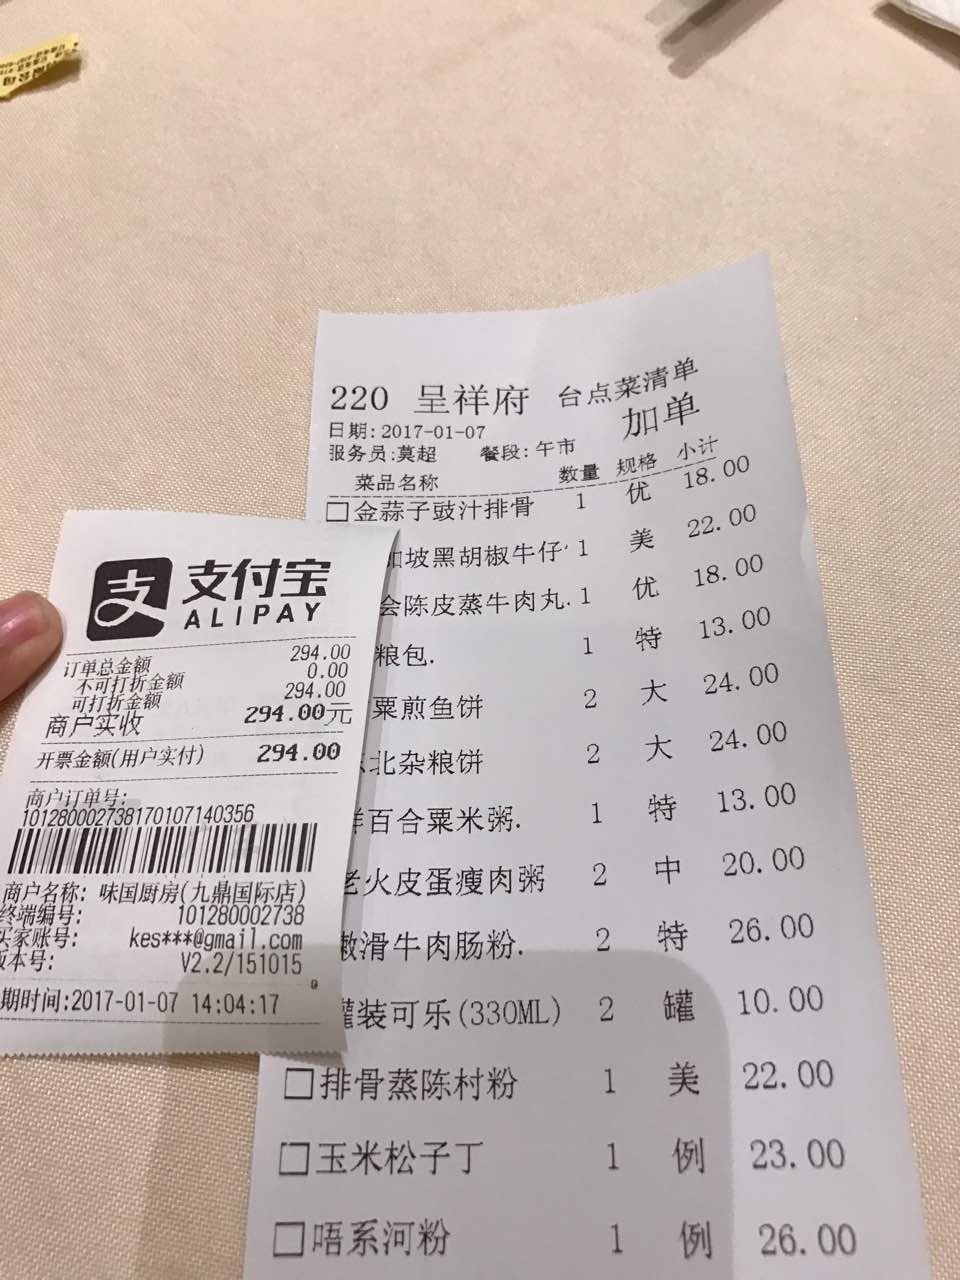 220 呈祥府 台点菜清单
加单
日期:2017-01-07
服务员:莫超 餐段:午市
菜品名称 数量 规格 小计
金蒜子豉汁排骨 1 优 18.00
加坡黑胡椒牛仔 1 美 22.00
会陈皮蒸牛肉丸. 1 优 18.00
粮包. 1 特 13.00
粟煎鱼饼 2 大 24.00
北杂粮饼 2 大 24.00
百合粟米粥. 1 特 13.00
老火皮蛋瘦肉粥 2 中 20.00
嫩滑牛肉肠粉. 2 特 26.00
罐装可乐(330ML) 2 罐 10.00
排骨蒸陈村粉 1 美 22.00
玉米松子丁 1 例 23.00
唔系河粉 1 例 26.00
支 支付宝
ALIPAY
订单总金额 294.00
不可打折金额 0.00
可打折金额 294.00
商户实收 294.00元
开票金额(用户实付) 294.00
商户订单号:
101280002738170107140356
商户名称: 味国厨房(九鼎国际店)
终端编号: 101280002738
买家账号: kes***@gmail.com
版本号: V2.2/151015
期时间:2017-01-07 14:04:17